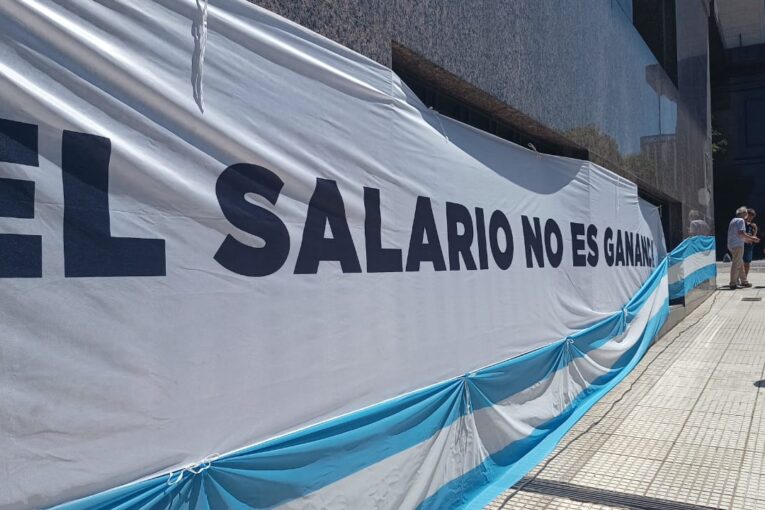 EL SALARIO NO ES GANANC